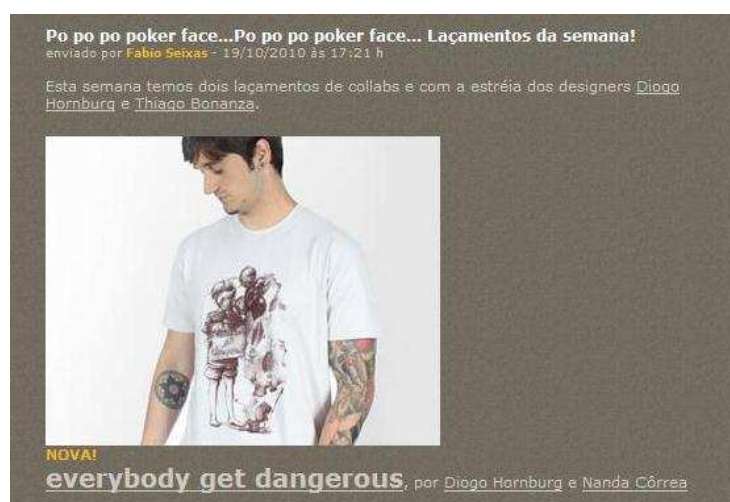 Po po po poker face...Po po po poker face... Laçamentos da semana!
enviado por Fabio Seixas - 19/10/2010 às 17:21 h
Esta semana temos dois laçamentos de collabs e com a estréia dos designers Diogo
Hornburg e Thiago Bonanza.
NOVA!
everybody get dangerous, por Diogo Hornburg e Nanda Côrrea